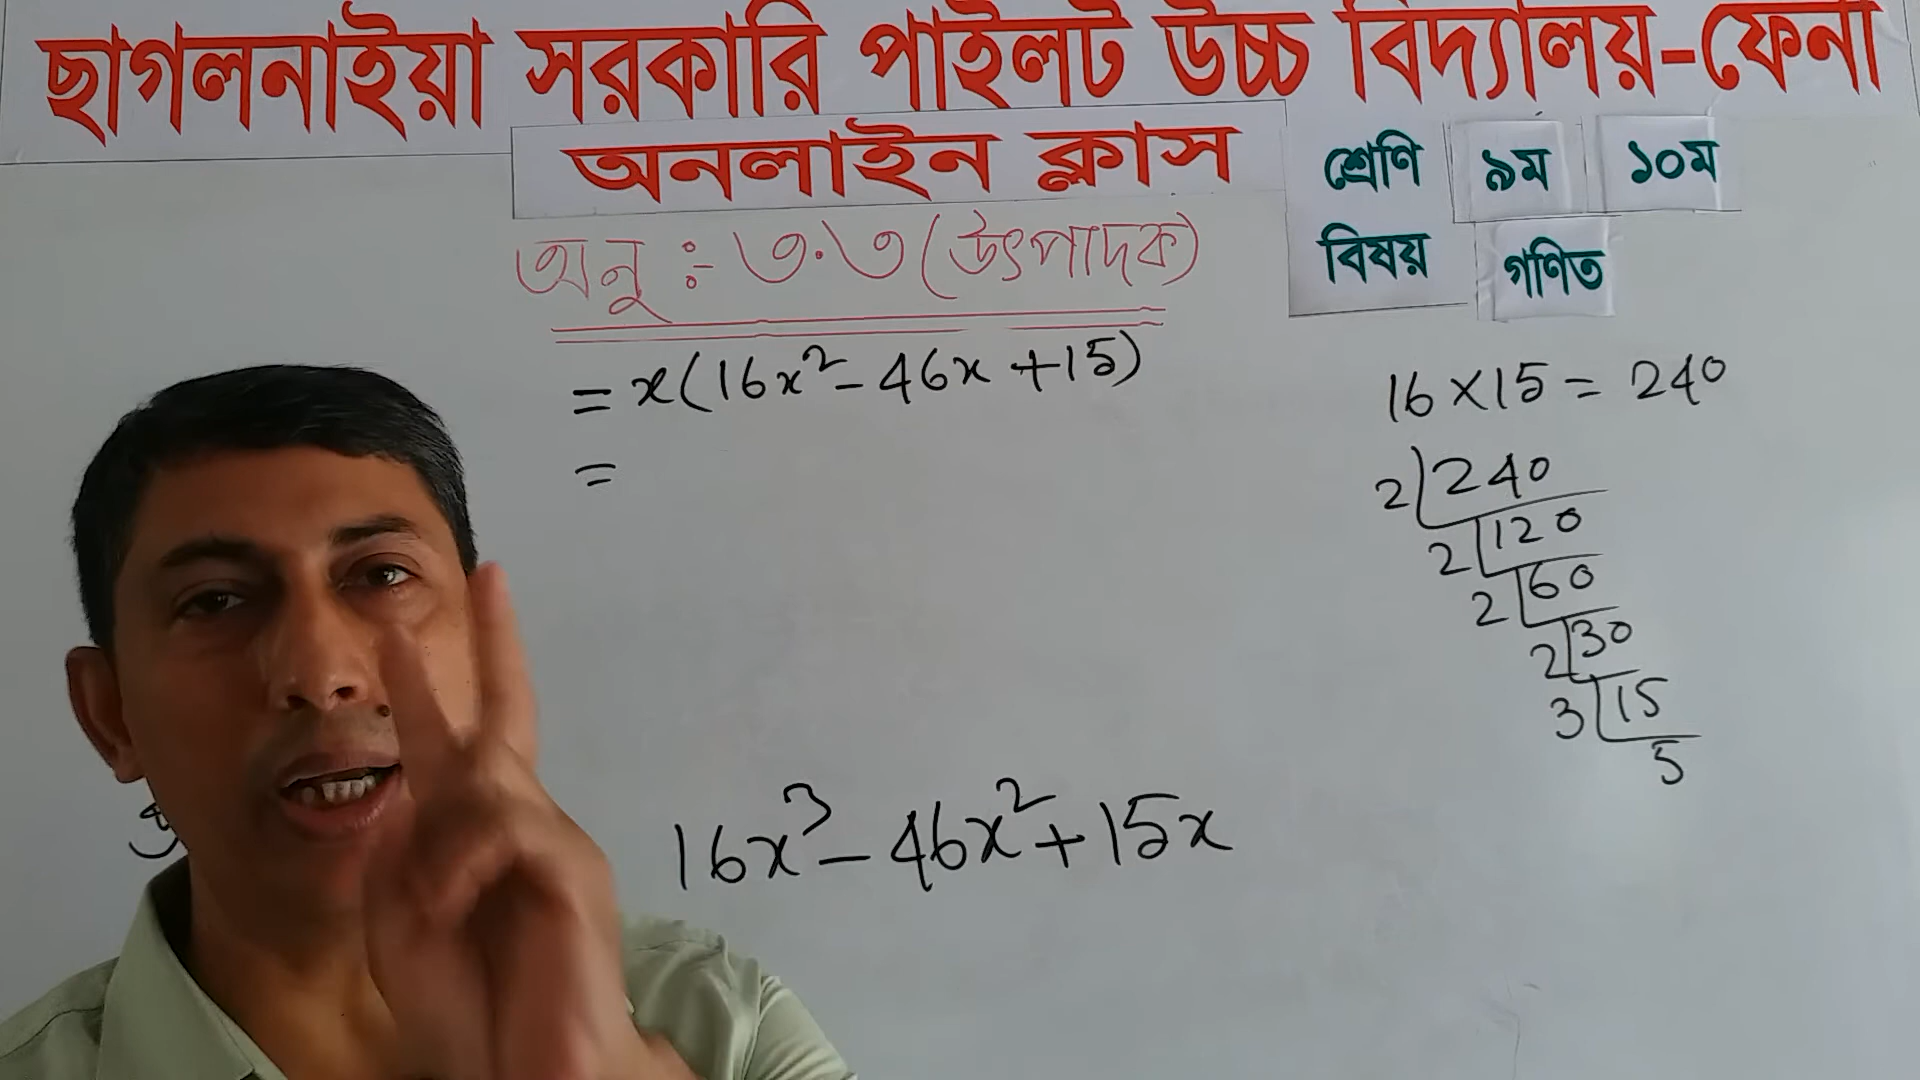 ছাগলনাইয়া সরকারি পাইলট উচ্চ বিদ্যালয়-ফেনী
অনলাইন ক্লাস
শ্রেণি ৯ম ১০ম
বিষয় গণিত
অনু :- ৩.৩ (উৎপাদক)
= x(16x² - 46x + 15)
=
16 × 15 = 240
2 240
2 120
2 60
2 30
3 15
5
16x³ - 46x² + 15x